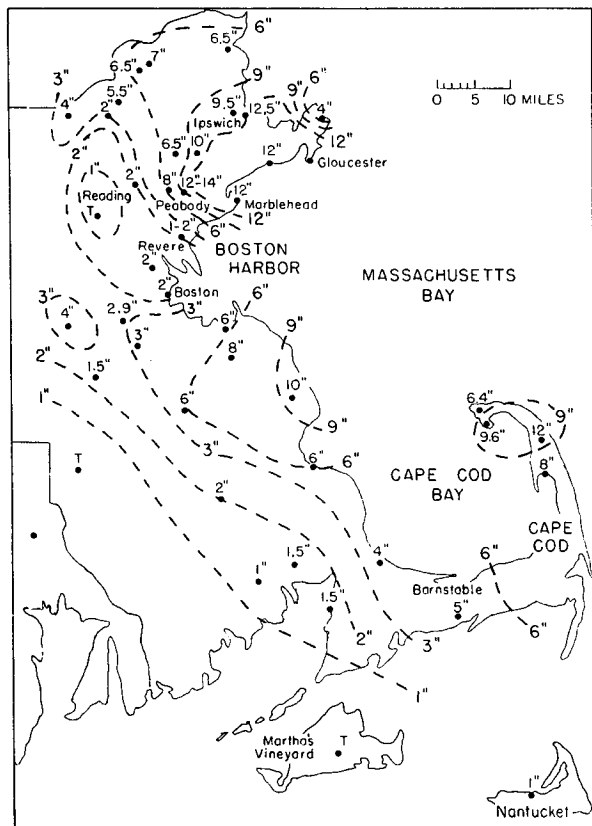 6"
6.5"
7"
6.5"
3"
9"
9"
6"
0 5 10 MILES
5.5"
4"
2"
9.5"
12.5"
4"
Ipswich
12"
2"
6.5"
10"
12"
Gloucester
1"
2"
8"
12"-14"
Reading
Peabody
12"
Marblehead
T
12"
1-2"
6"
Revere
BOSTON
HARBOR
2"
MASSACHUSETTS
BAY
2"
Boston
3"
3"
6"
4"
2.9"
3"
6"
9"
8"
2"
1.5"
1"
10"
6.4"
9"
6"
9.6"
12"
9"
3"
T
6"
6"
CAPE COD
BAY
8"
2"
CAPE
COD
1.5"
4"
6"
1"
Barnstable
1.5"
5"
6"
2"
3"
1"
Martha's
Vineyard
T
1"
Nantucket